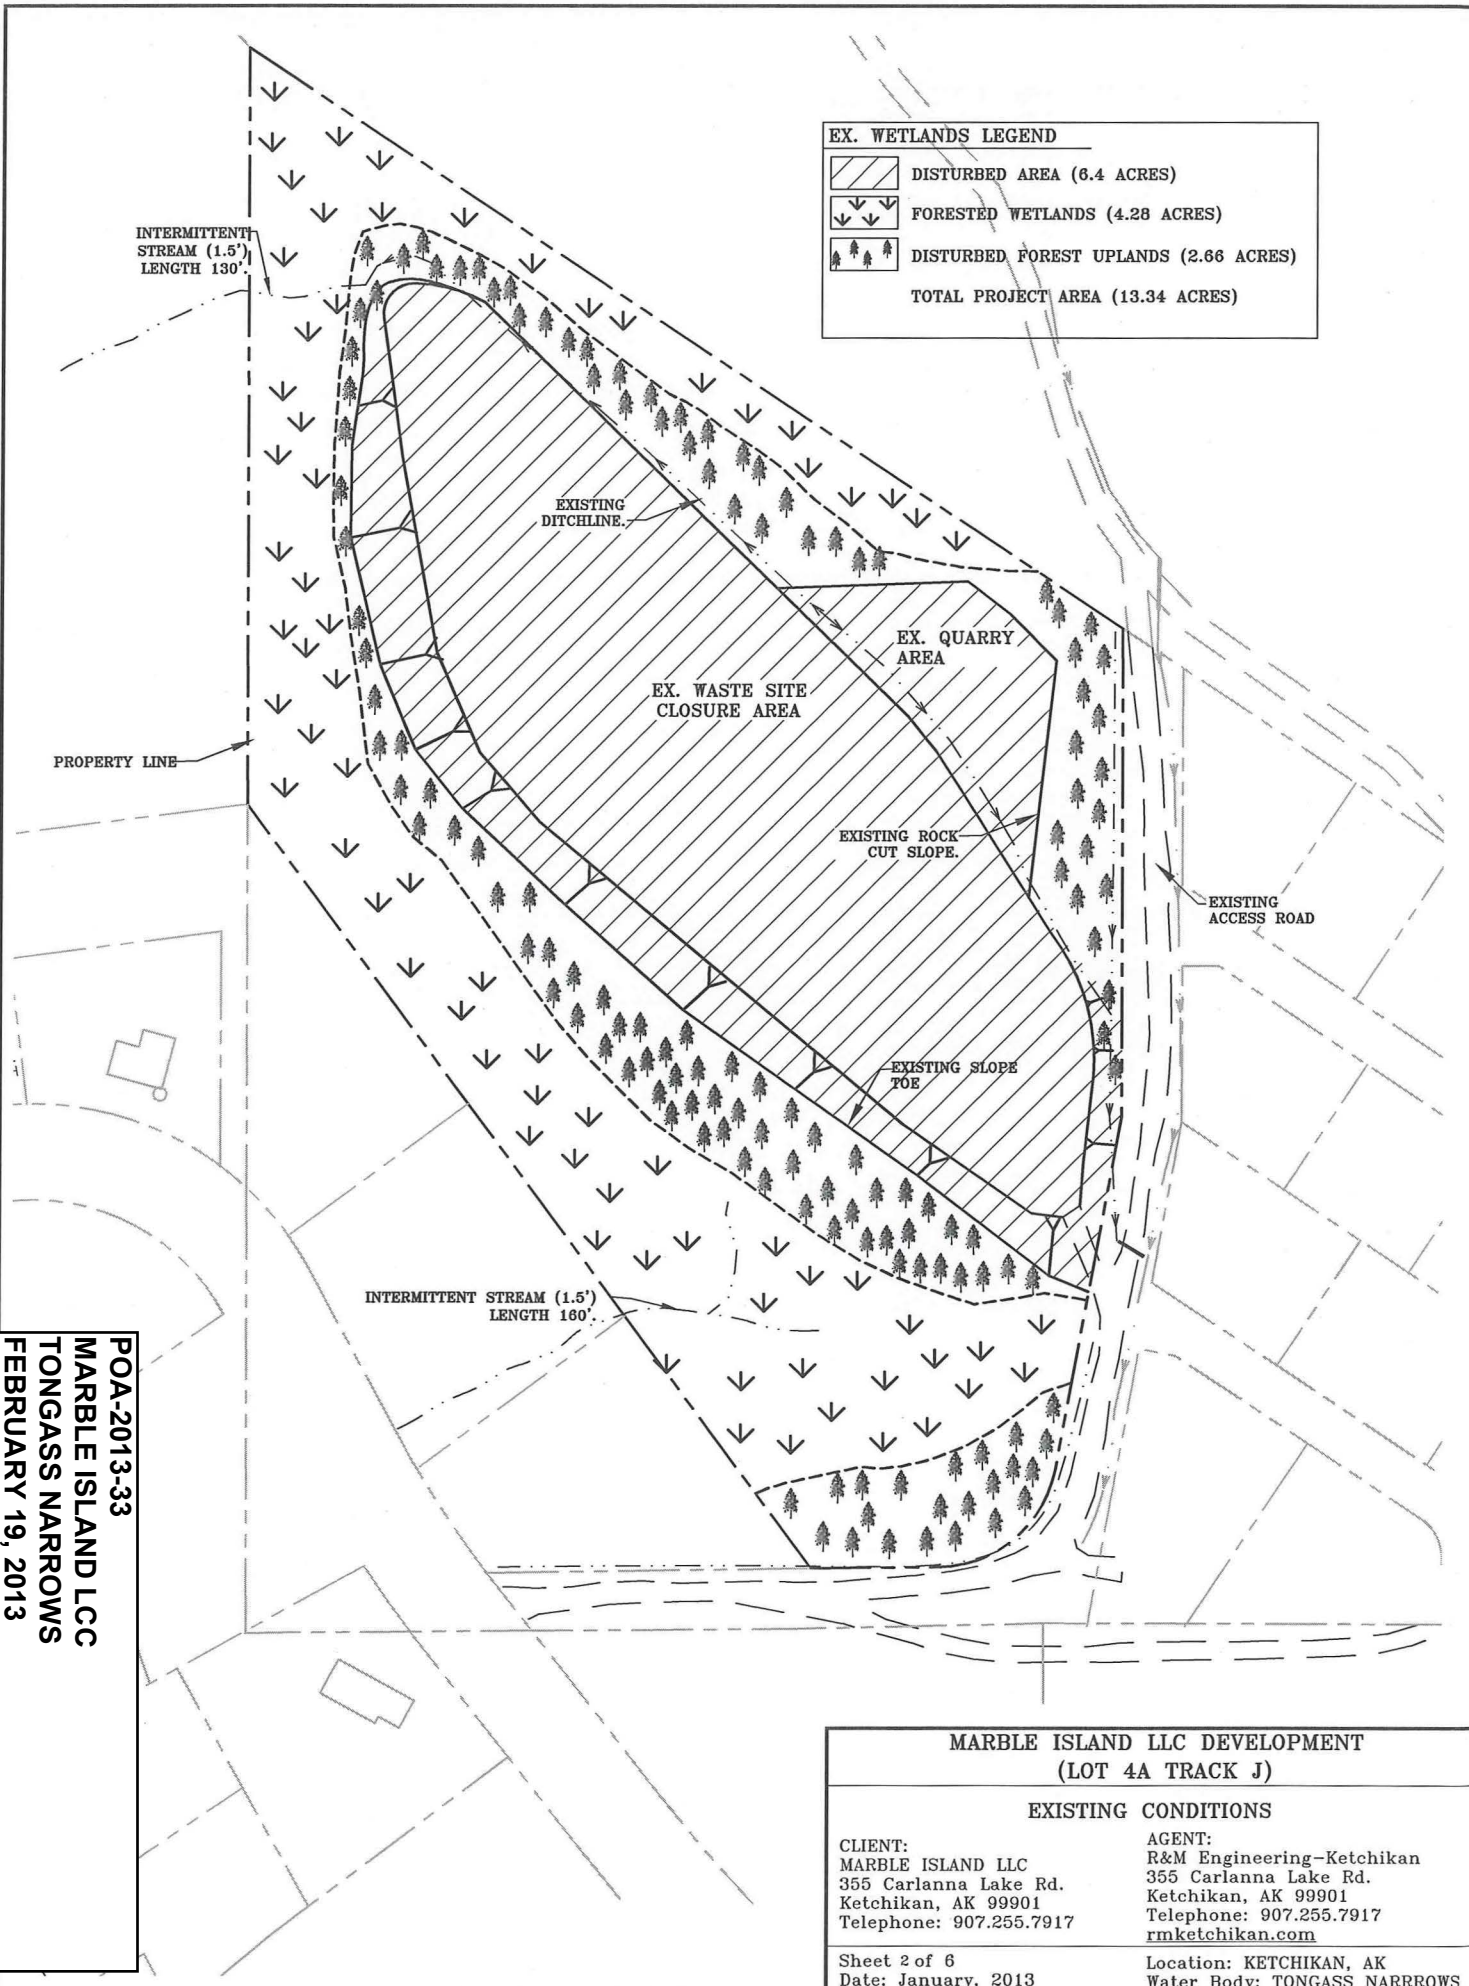 EX. WETLANDS LEGEND
DISTURBED AREA (6.4 ACRES)
FORESTED WETLANDS (4.28 ACRES)
DISTURBED FOREST UPLANDS (2.66 ACRES)
TOTAL PROJECT AREA (13.34 ACRES)
INTERMITTENT
STREAM (1.5')
LENGTH 130'.
EXISTING
DITCHLINE.
EX. QUARRY
AREA
EX. WASTE SITE
CLOSURE AREA
PROPERTY LINE
EXISTING ROCK
CUT SLOPE.
EXISTING
ACCESS ROAD
EXISTING SLOPE
TOE
INTERMITTENT STREAM (1.5')
LENGTH 160'.
POA-2013-33
MARBLE ISLAND LCC
TONGASS NARROWS
FEBRUARY 19, 2013
MARBLE ISLAND LLC DEVELOPMENT
(LOT 4A TRACK J)
EXISTING CONDITIONS
CLIENT:
MARBLE ISLAND LLC
355 Carlanna Lake Rd.
Ketchikan, AK 99901
Telephone: 907.255.7917
AGENT:
R&M Engineering-Ketchikan
355 Carlanna Lake Rd.
Ketchikan, AK 99901
Telephone: 907.255.7917
rmketchikan.com
Sheet 2 of 6
Date: January, 2013
Location: KETCHIKAN, AK
Water Body: TONGASS NARRROWS